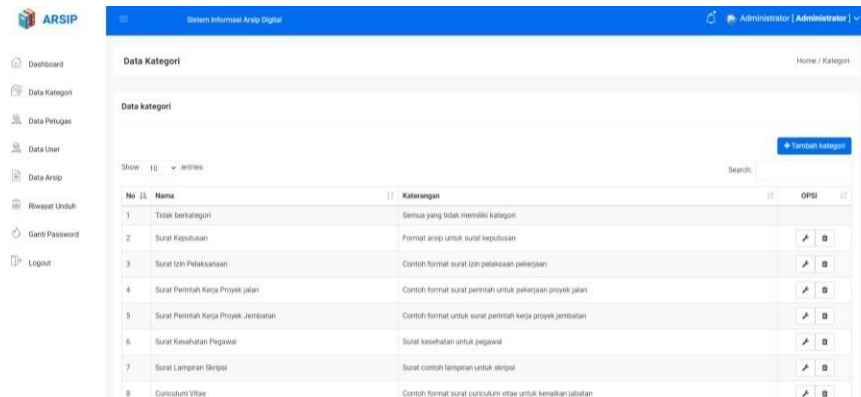 ARSIP
Sistem Informasi Arsip Digital
Administrator [ Administrator ]
Dashboard
Data Kategori
Data Petugas
Data User
Data Arsip
Riwayat Unduh
Ganti Password
Logout
Data Kategori
Home / Kategori
Data kategori
+ Tambah kategori
Show 10 entries
Search:
No Nama Katerangan OPSI
1 Tidak berkategori Semua yang tidak memiliki kategori
2 Surat Keputusan Format arsip untuk surat keputusan
3 Surat Izin Pelaksanaan Contoh format surat izin pelaksaan pekerjaan
4 Surat Perintah Kerja Proyek jalan Contoh format surat perintah untuk pekerjaan proyek jalan
5 Surat Perintah Kerja Proyek Jembatan Contoh format untuk surat perintah kerja proyek jembatan
6 Surat Kesehatan Pegawai Surat kesehatan untuk pegawai
7 Surat Lampiran Skripsi Surat contoh lampiran untuk skripsi
8 Curiculum Vitae Contoh format surat curiculum vitae untuk kenaikan jabatan